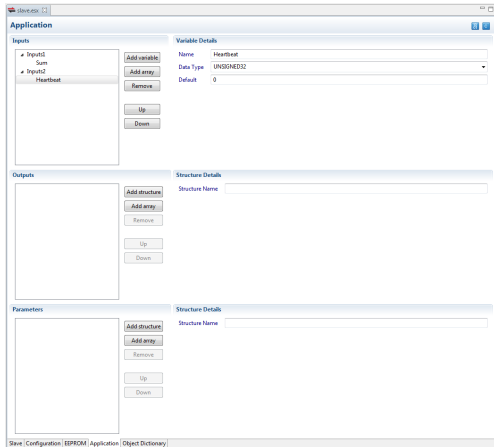 slave.esx
Application
Inputs
Inputs1
Sum
Inputs2
Heartbeat
Add variable
Add array
Remove
Up
Down
Variable Details
Name Heartbeat
Data Type UNSIGNED32
Default 0
Outputs
Add structure
Add array
Remove
Up
Down
Structure Details
Structure Name
Parameters
Add structure
Add array
Remove
Up
Down
Structure Details
Structure Name
Slave Configuration EEPROM Application Object Dictionary